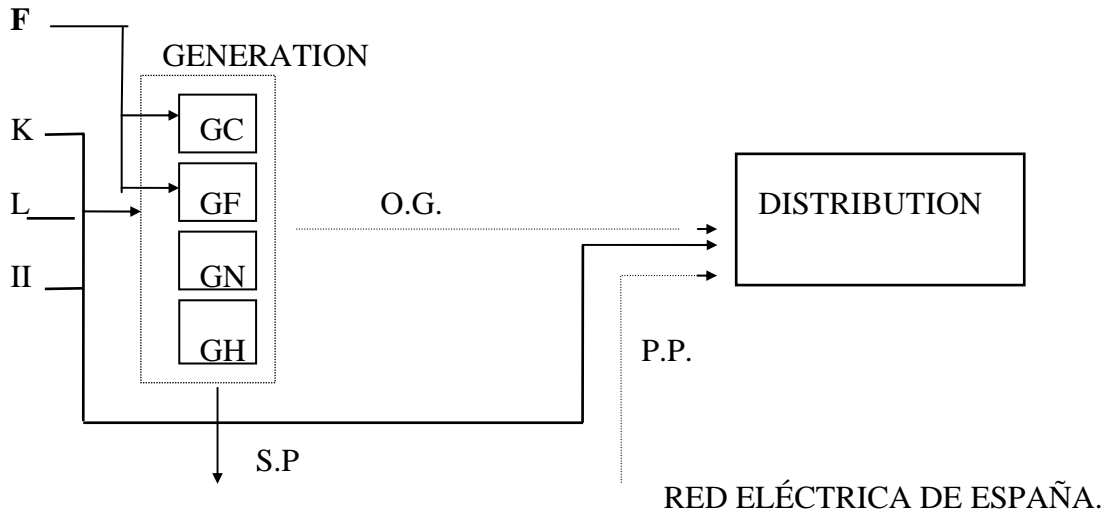 F
GENERATION
K
GC
L
GF
O.G.
DISTRIBUTION
II
GN
GH
P.P.
S.P
RED ELÉCTRICA DE ESPAÑA.